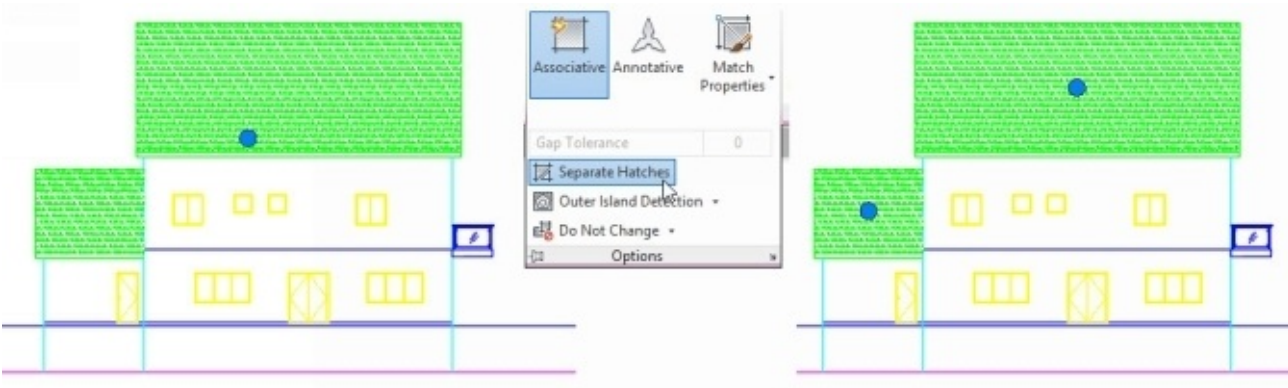 Associative Annotative Match Properties
Gap Tolerance 0
Separate Hatches
Outer Island Detection
Do Not Change
Options